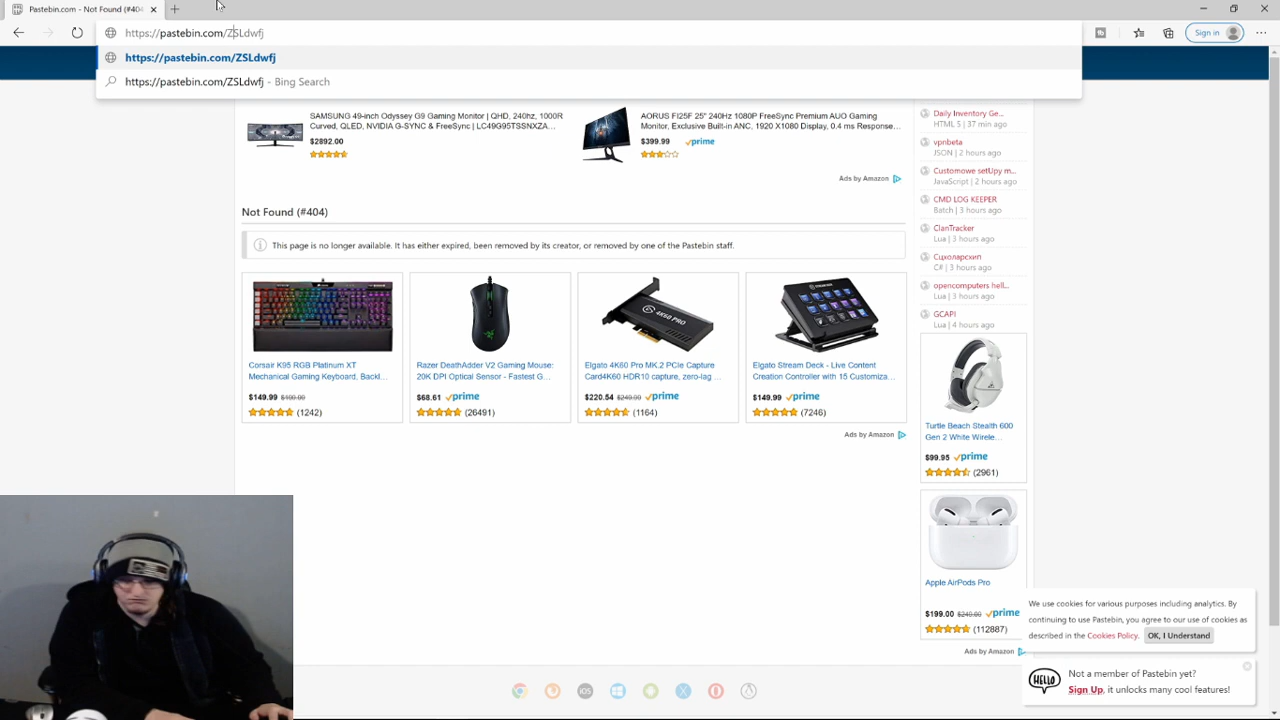 Pastebin.com - Not Found (#404
https://pastebin.com/ZSLdwfj
Sign in
https://pastebin.com/ZSLdwfj
https://pastebin.com/ZSLdwfj - Bing Search
SAMSUNG 49-inch Odyssey G9 Gaming Monitor | QHD, 240hz, 1000R
Curved, QLED, NVIDIA G-SYNC & FreeSync | LC49G95TSSNXZA...
$2892.00
AORUS FI25F 25" 240Hz 1080P FreeSync Premium AUO Gaming
Monitor, Exclusive Built-in ANC, 1920 X1080 Display, 0.4 ms Response...
$399.99 prime
Ads by Amazon
Not Found (#404)
This page is no longer available. It has either expired, been removed by its creator, or removed by one of the Pastebin staff.
Corsair K95 RGB Platinum XT
Mechanical Gaming Keyboard, Backl...
$149.99 $199.99
(1242)
Razer DeathAdder V2 Gaming Mouse:
20K DPI Optical Sensor - Fastest G...
$68.61 prime
(26491)
4K60 PRO
Elgato 4K60 Pro MK.2 PCIe Capture
Card4K60 HDR10 capture, zero-lag ...
$220.54 $249.99 prime
(1164)
Elgato Stream Deck - Live Content
Creation Controller with 15 Customiza...
$149.99 prime
(7246)
Ads by Amazon
Daily Inventory Ge...
HTML 5 | 37 min ago
vpnbeta
JSON | 2 hours ago
Customowe setUpy m...
JavaScript | 2 hours ago
CMD LOG KEEPER
Batch | 3 hours ago
ClanTracker
Lua | 3 hours ago
Сцхоларсхип
C# | 3 hours ago
opencomputers hell...
Lua | 3 hours ago
GCAPI
Lua | 4 hours ago
Turtle Beach Stealth 600
Gen 2 White Wirele...
$99.95 prime
(2961)
Apple AirPods Pro
$199.00 $249.00 prime
(112887)
Ads by Amazon
We use cookies for various purposes including analytics. By
continuing to use Pastebin, you agree to our use of cookies as
described in the Cookies Policy. OK, I Understand
HELLO
Not a member of Pastebin yet?
Sign Up, it unlocks many cool features!
iOS